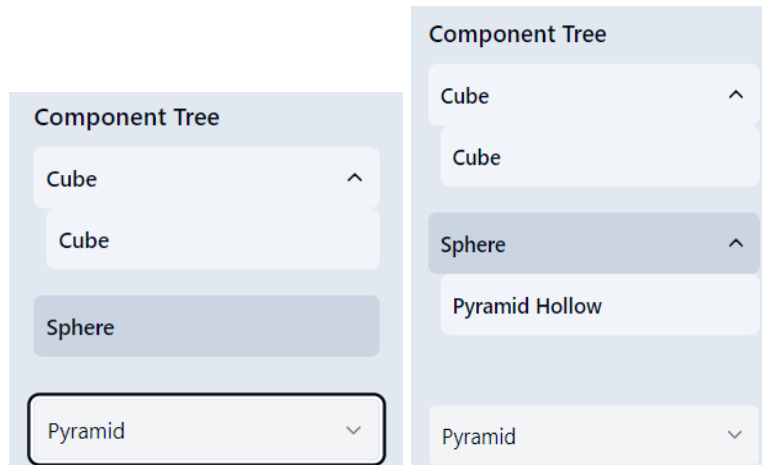 Component Tree
Cube
Cube
Sphere
Pyramid
Component Tree
Cube
Cube
Sphere
Pyramid Hollow
Pyramid